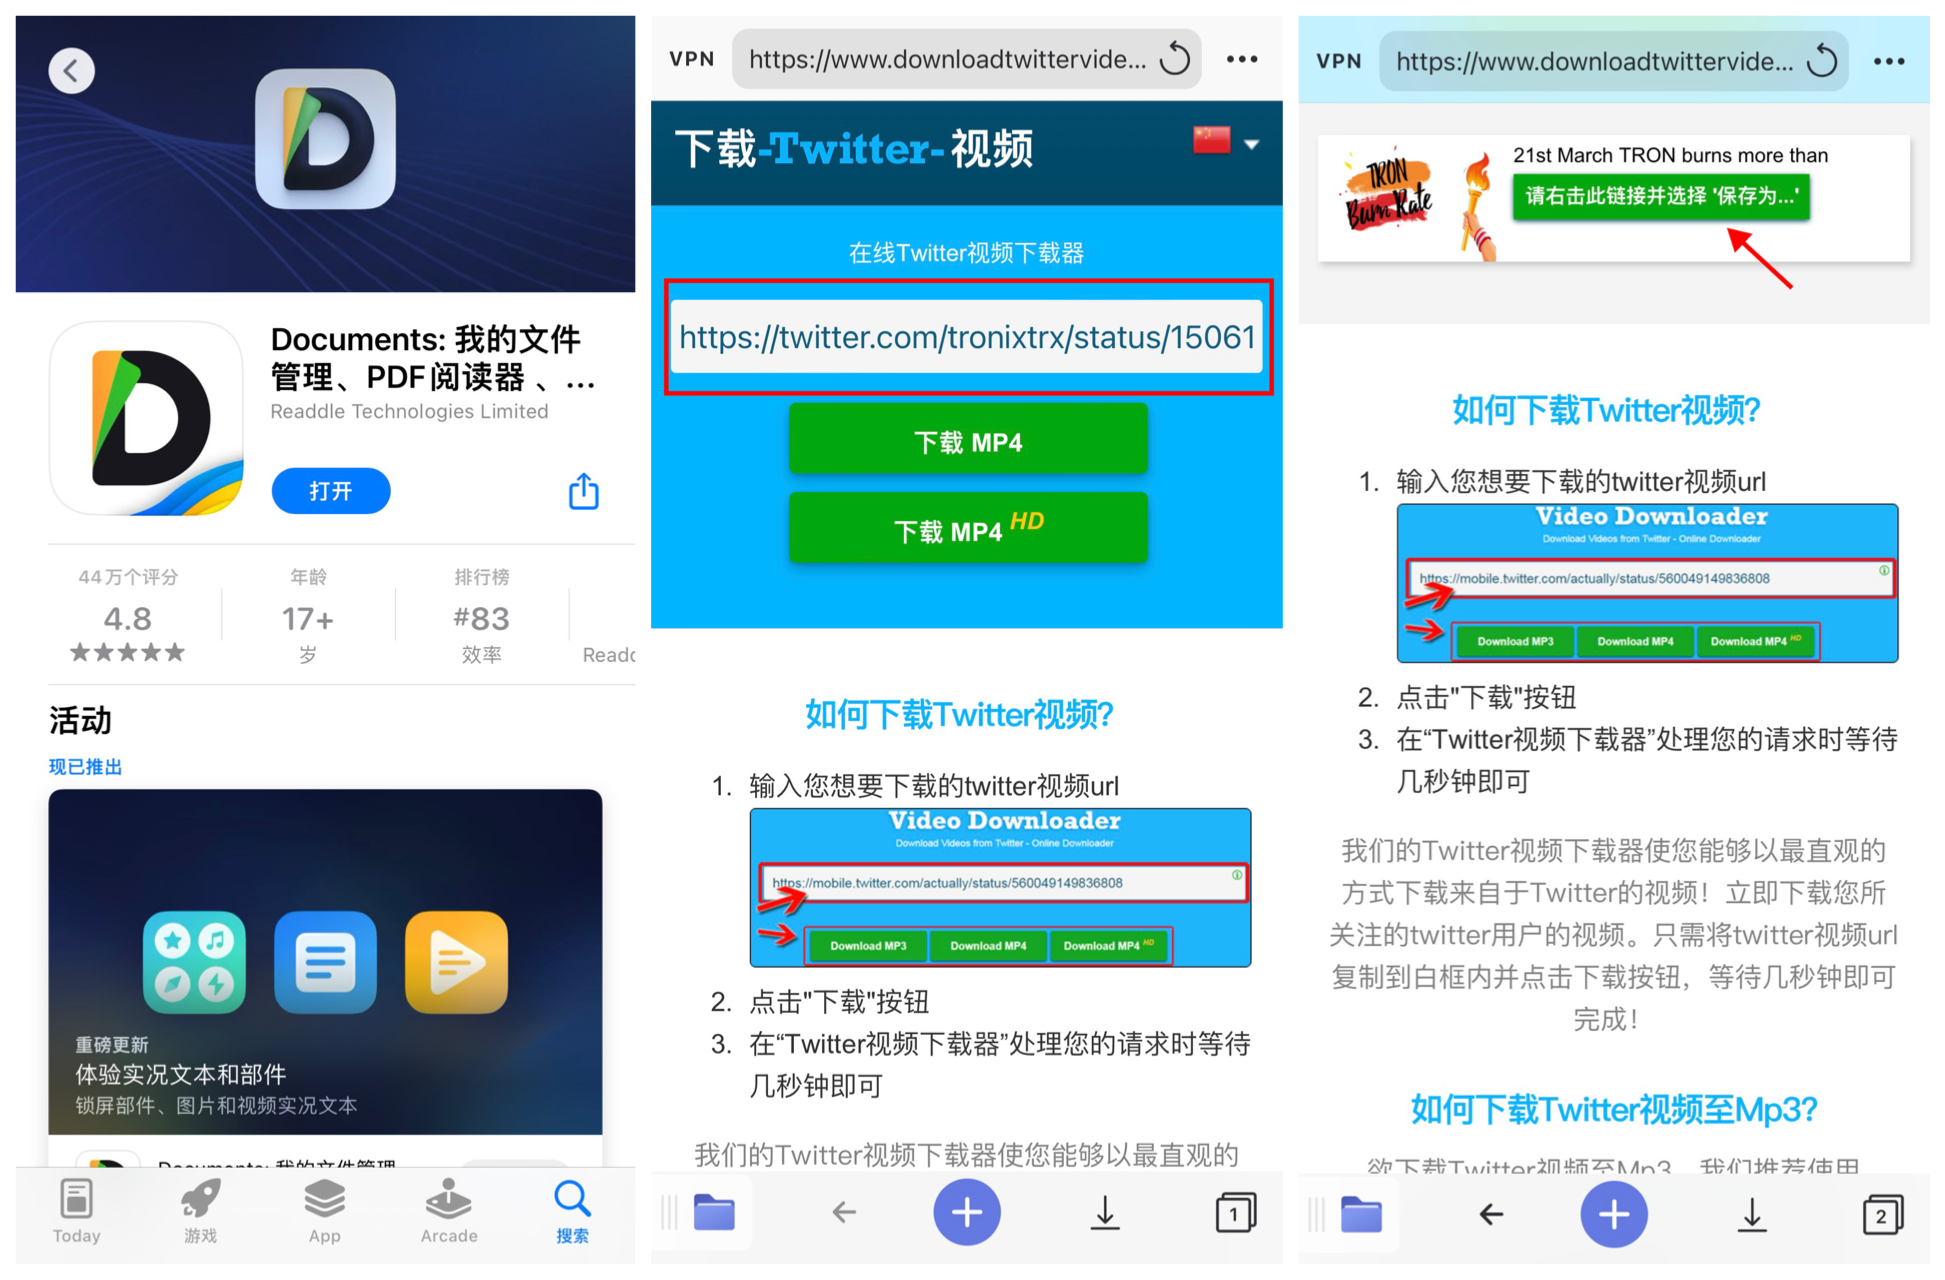 Documents: 我的文件
管理、PDF阅读器 、...
Readdle Technologies Limited
打开
44万个评分
4.8
年龄
17+
岁
排行榜
#83
效率
活动
现已推出
重磅更新
体验实况文本和部件
锁屏部件、图片和视频实况文本
Documents: 我的文件管理
Today
游戏
App
Arcade
搜索
VPN
https://www.downloadtwittervide...
下载-Twitter-视频
在线Twitter视频下载器
https://twitter.com/tronixtrx/status/15061
下载 MP4
下载 MP4 HD
如何下载Twitter视频?
1. 输入您想要下载的twitter视频url
Video Downloader
Download Videos from Twitter - Online Downloader
https://mobile.twitter.com/actually/status/560049149836808
Download MP3
Download MP4
Download MP4 HD
2. 点击"下载"按钮
3. 在“Twitter视频下载器”处理您的请求时等待
几秒钟即可
我们的Twitter视频下载器使您能够以最直观的
1
VPN
https://www.downloadtwittervide...
TRON
Burn Rate
21st March TRON burns more than
请右击此链接并选择 '保存为...'
如何下载Twitter视频?
1. 输入您想要下载的twitter视频url
Video Downloader
Download Videos from Twitter - Online Downloader
https://mobile.twitter.com/actually/status/560049149836808
Download MP3
Download MP4
Download MP4 HD
2. 点击"下载"按钮
3. 在“Twitter视频下载器”处理您的请求时等待
几秒钟即可
我们的Twitter视频下载器使您能够以最直观的
方式下载来自于Twitter的视频！立即下载您所
关注的twitter用户的视频。只需将twitter视频url
复制到白框内并点击下载按钮，等待几秒钟即可
完成！
如何下载Twitter视频至Mp3?
欲下载Twitter视频至Mp3，我们推荐使用
2